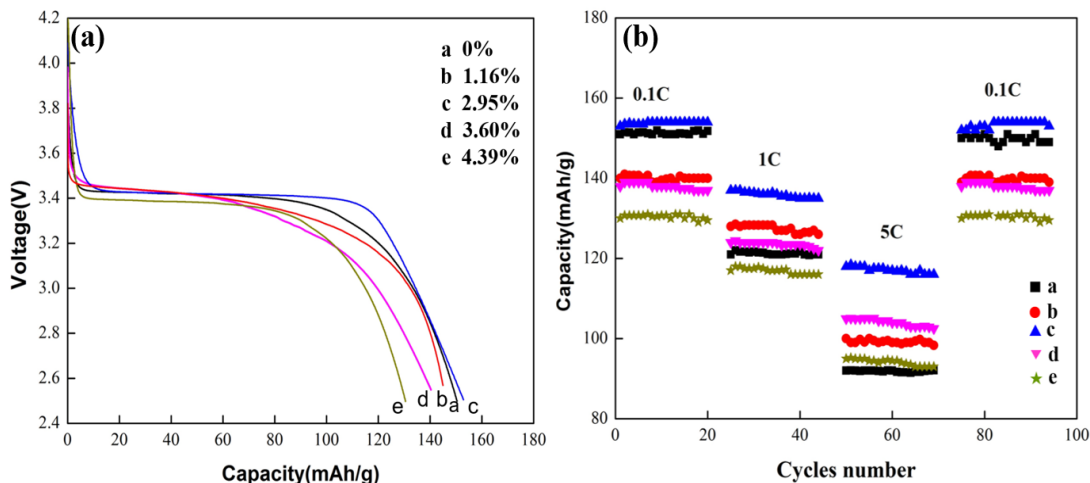 (a)
a 0%
b 1.16%
c 2.95%
d 3.60%
e 4.39%
4.2
4.0
3.8
3.6
3.4
3.2
3.0
2.8
2.6
2.4
Voltage(V)
e d b a c
0 20 40 60 80 100 120 140 160 180
Capacity(mAh/g)
(b)
180
160
140
120
100
80
Capacity(mAh/g)
0.1C
1C
5C
0.1C
a
b
c
d
e
0 20 40 60 80 100
Cycles number